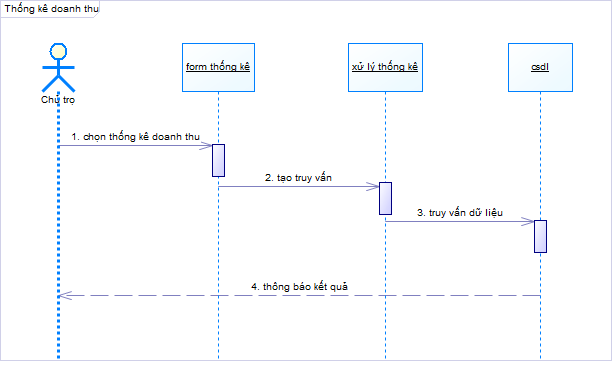 Thống kê doanh thu
form thống kê
xử lý thống kê
csdl
Chủ trọ
1. chọn thống kê doanh thu
2. tạo truy vấn
3. truy vấn dữ liệu
4. thông báo kết quả